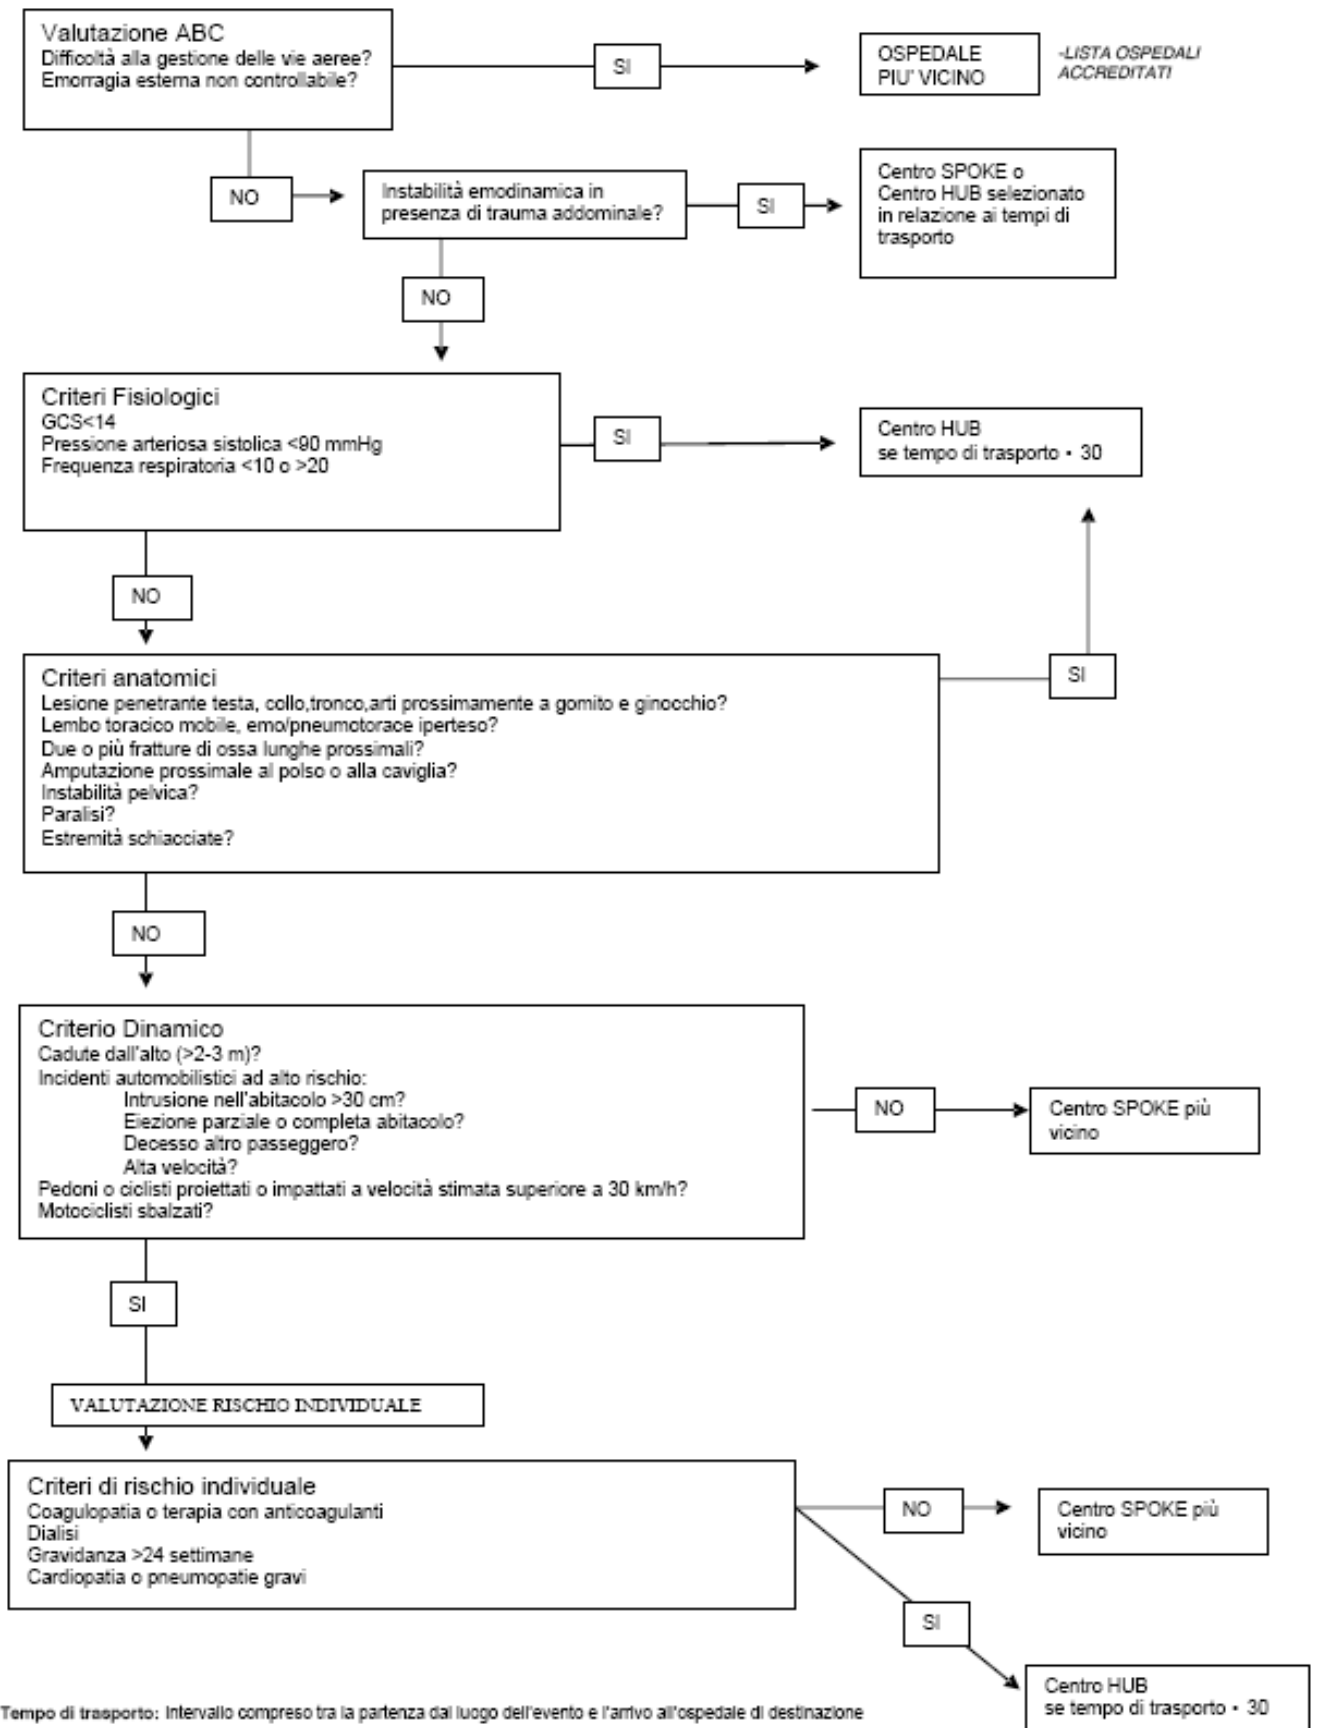 Valutazione ABC
Difficoltà alla gestione delle vie aeree?
Emorragia esterna non controllabile?
SI
OSPEDALE
PIU' VICINO
-LISTA OSPEDALI
ACCREDITATI
NO
Instabilità emodinamica in
presenza di trauma addominale?
SI
Centro SPOKE o
Centro HUB selezionato
in relazione ai tempi di
trasporto
NO
Criteri Fisiologici
GCS<14
Pressione arteriosa sistolica <90 mmHg
Frequenza respiratoria <10 o >20
SI
Centro HUB
se tempo di trasporto • 30
NO
Criteri anatomici
Lesione penetrante testa, collo,tronco,arti prossimamente a gomito e ginocchio?
Lembo toracico mobile, emo/pneumotorace iperteso?
Due o più fratture di ossa lunghe prossimali?
Amputazione prossimale al polso o alla caviglia?
Instabilità pelvica?
Paralisi?
Estremità schiacciate?
SI
NO
Criterio Dinamico
Cadute dall'alto (>2-3 m)?
Incidenti automobilistici ad alto rischio:
Intrusione nell'abitacolo >30 cm?
Eiezione parziale o completa abitacolo?
Decesso altro passeggero?
Alta velocità?
Pedoni o ciclisti proiettati o impattati a velocità stimata superiore a 30 km/h?
Motociclisti sbalzati?
NO
Centro SPOKE più
vicino
SI
VALUTAZIONE RISCHIO INDIVIDUALE
Criteri di rischio individuale
Coagulopatia o terapia con anticoagulanti
Dialisi
Gravidanza >24 settimane
Cardiopatia o pneumopatie gravi
NO
Centro SPOKE più
vicino
SI
Centro HUB
se tempo di trasporto • 30
Tempo di trasporto: Intervallo compreso tra la partenza dal luogo dell'evento e l'arrivo all'ospedale di destinazione